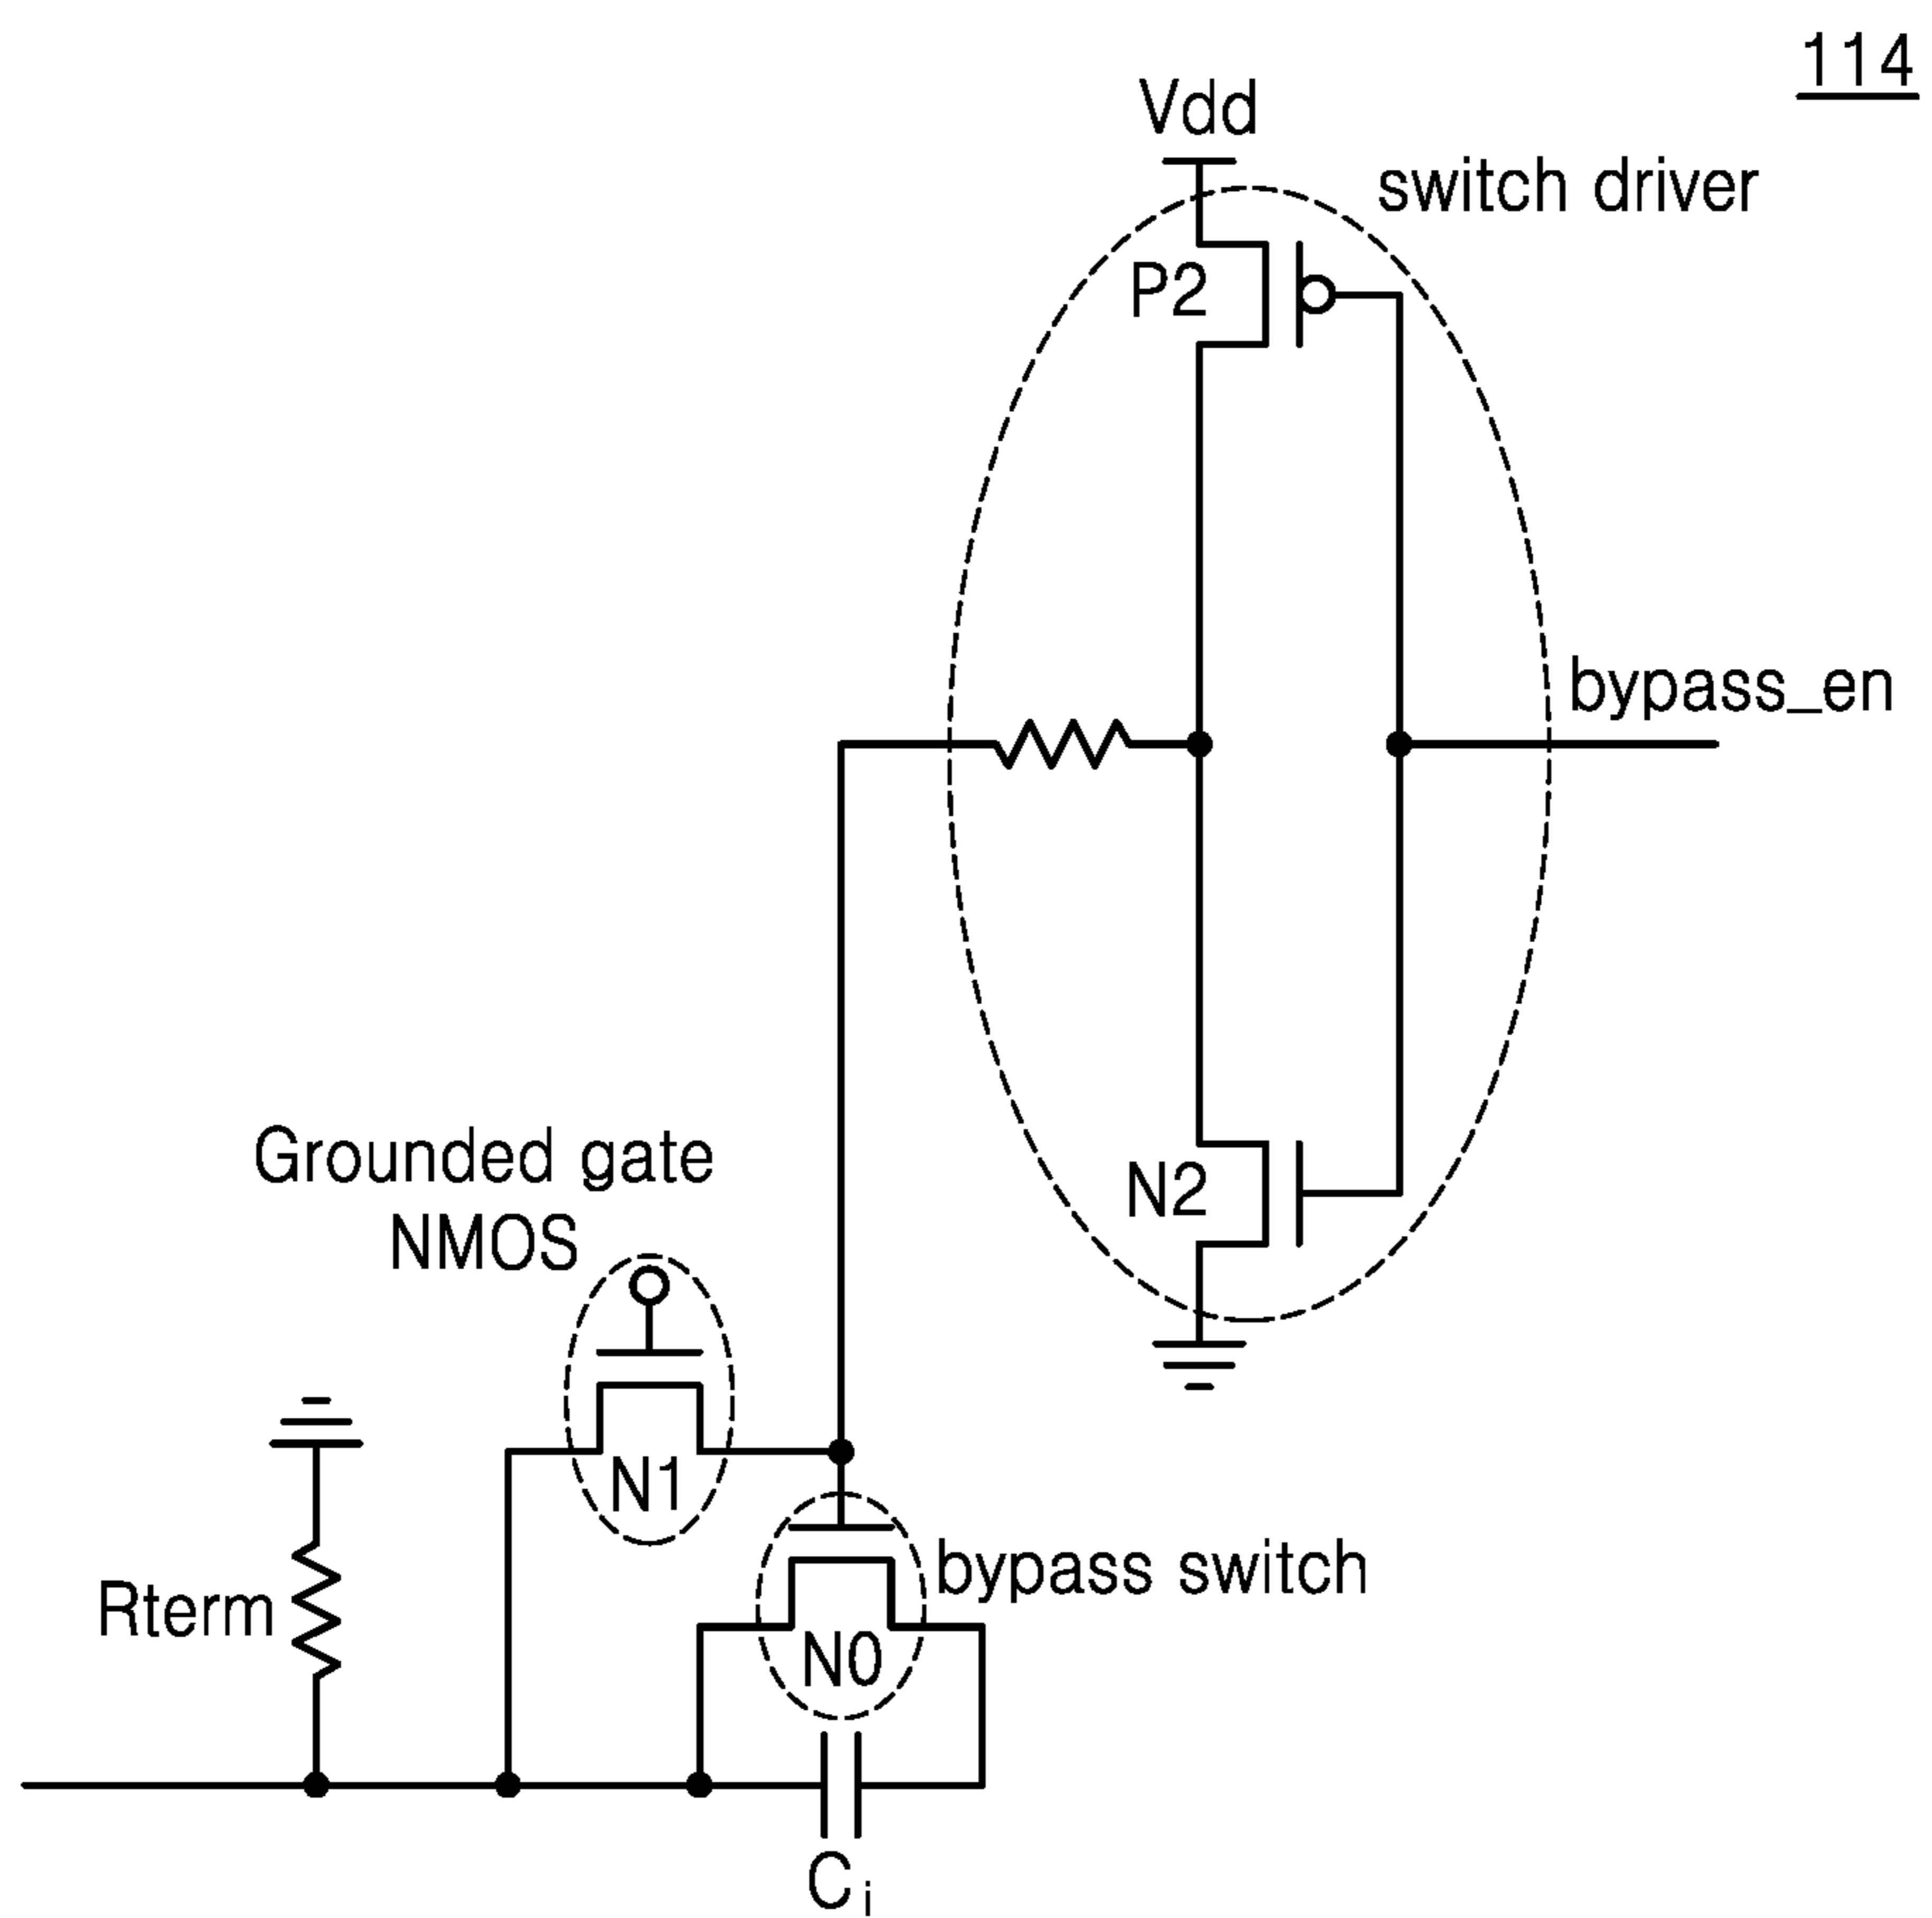 114
Vdd
switch driver
P2
bypass_en
N2
Grounded gate
NMOS
N1
bypass switch
Rterm
N0
Ci